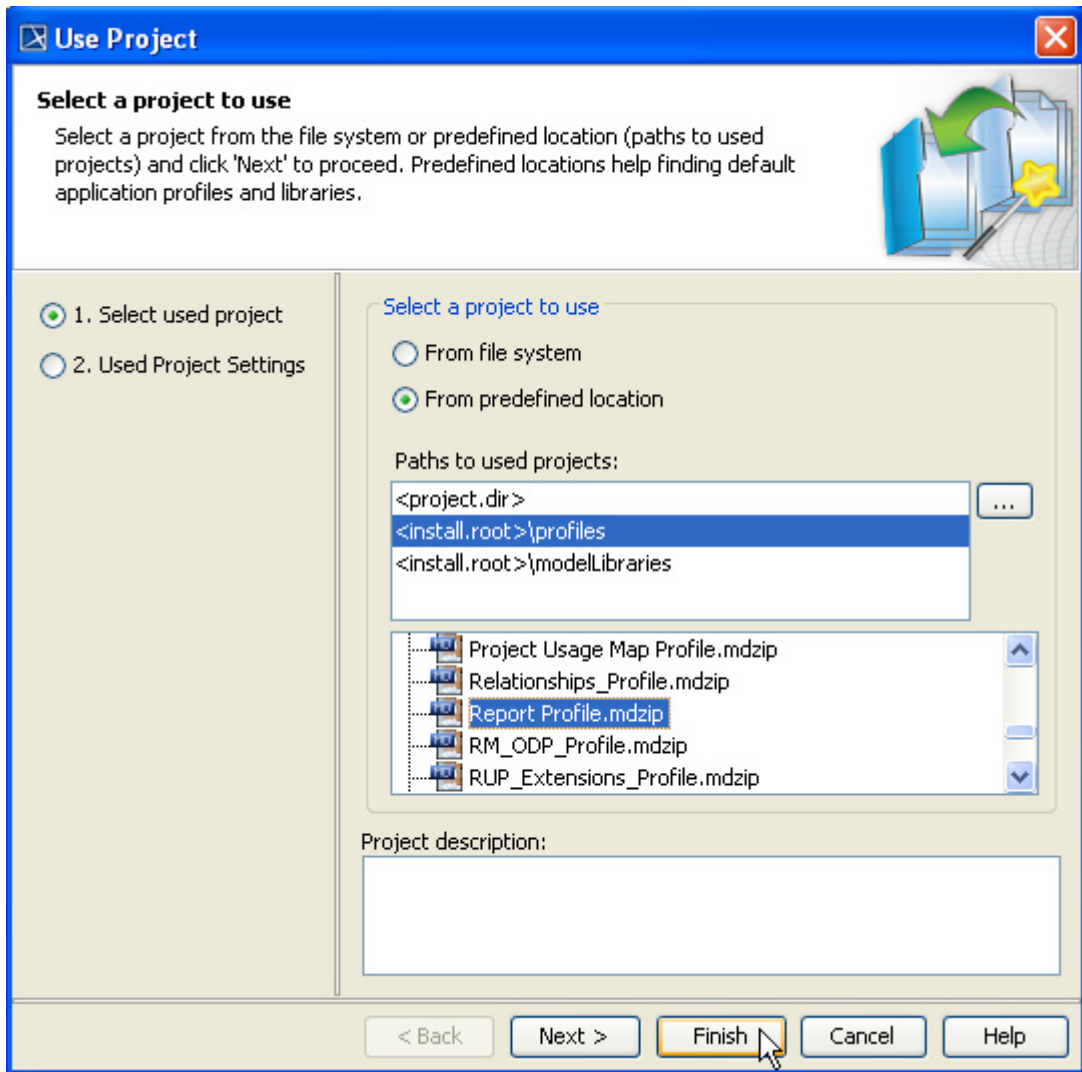 Use Project
Select a project to use
Select a project from the file system or predefined location (paths to used
projects) and click 'Next' to proceed. Predefined locations help finding default
application profiles and libraries.
1. Select used project
2. Used Project Settings
Select a project to use
From file system
From predefined location
Paths to used projects:
<project.dir>
...
<install.root>\profiles
<install.root>\modelLibraries
Project Usage Map Profile.mdzip
Relationships_Profile.mdzip
Report Profile.mdzip
RM_ODP_Profile.mdzip
RUP_Extensions_Profile.mdzip
Project description:
< Back Next > Finish Cancel Help